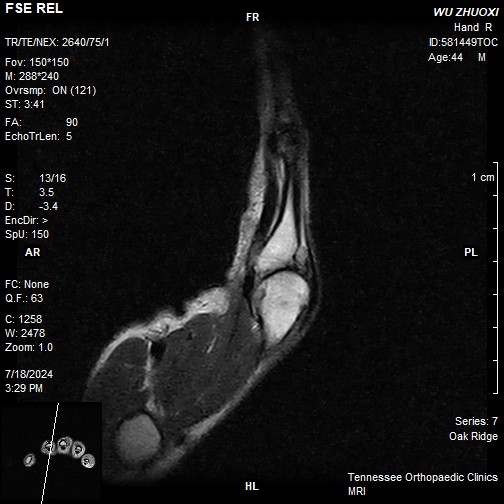 FSE REL
FR
WU ZHUOXI
Hand R
TR/TE/NEX: 2640/75/1
ID:581449TOC
Age:44 M
Fov: 150*150
M: 288*240
Ovrsmp: ON (121)
ST: 3:41
FA: 90
EchoTrLen: 5
S: 13/16
T: 3.5
D: -3.4
EncDir: >
SpU: 150
1 cm
AR
PL
FC: None
Q.F.: 63
C: 1258
W: 2478
Zoom: 1.0
7/18/2024
3:29 PM
Series: 7
Oak Ridge
Tennessee Orthopaedic Clinics
MRI
HL